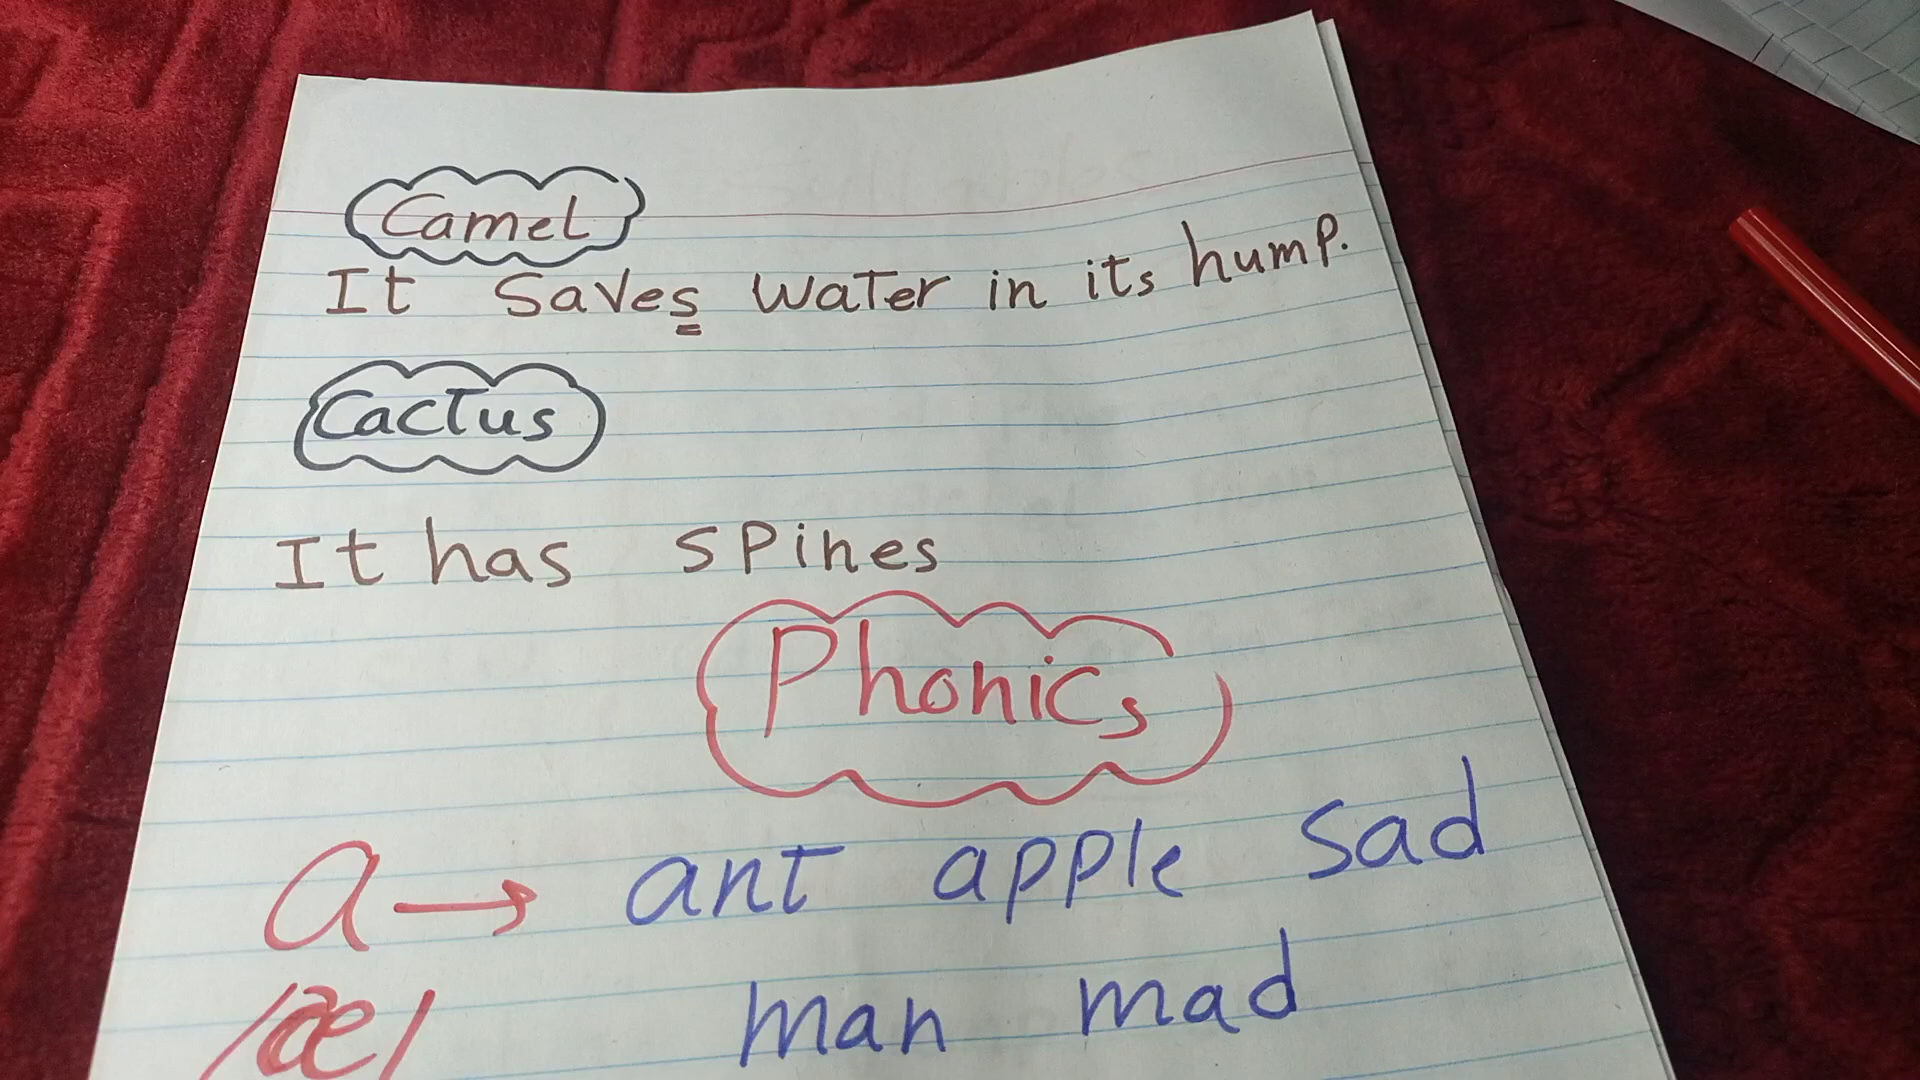 Camel
It saves water in its hump.
Cactus
It has spines
Phonics
a → ant apple sad
/æ/ man mad